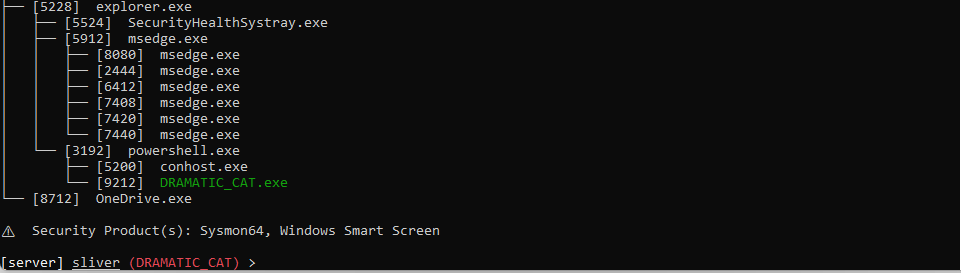 ├── [5228]  explorer.exe
│   ├── [5524]  SecurityHealthSystray.exe
│   ├── [5912]  msedge.exe
│   │   ├── [8080]  msedge.exe
│   │   ├── [2444]  msedge.exe
│   │   ├── [6412]  msedge.exe
│   │   ├── [7408]  msedge.exe
│   │   ├── [7420]  msedge.exe
│   │   └── [7440]  msedge.exe
│   └── [3192]  powershell.exe
│       ├── [5200]  conhost.exe
│       └── [9212]  DRAMATIC_CAT.exe
└── [8712]  OneDrive.exe
⚠  Security Product(s): Sysmon64, Windows Smart Screen
[server] sliver (DRAMATIC_CAT) >